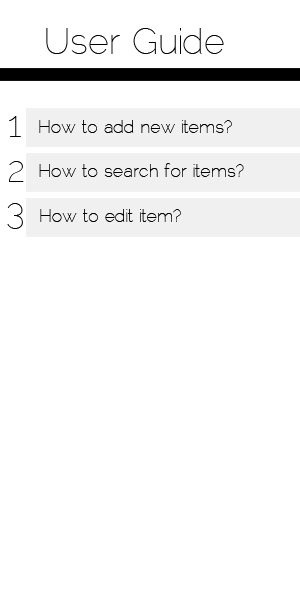 User Guide
1 How to add new items?
2 How to search for items?
3 How to edit item?